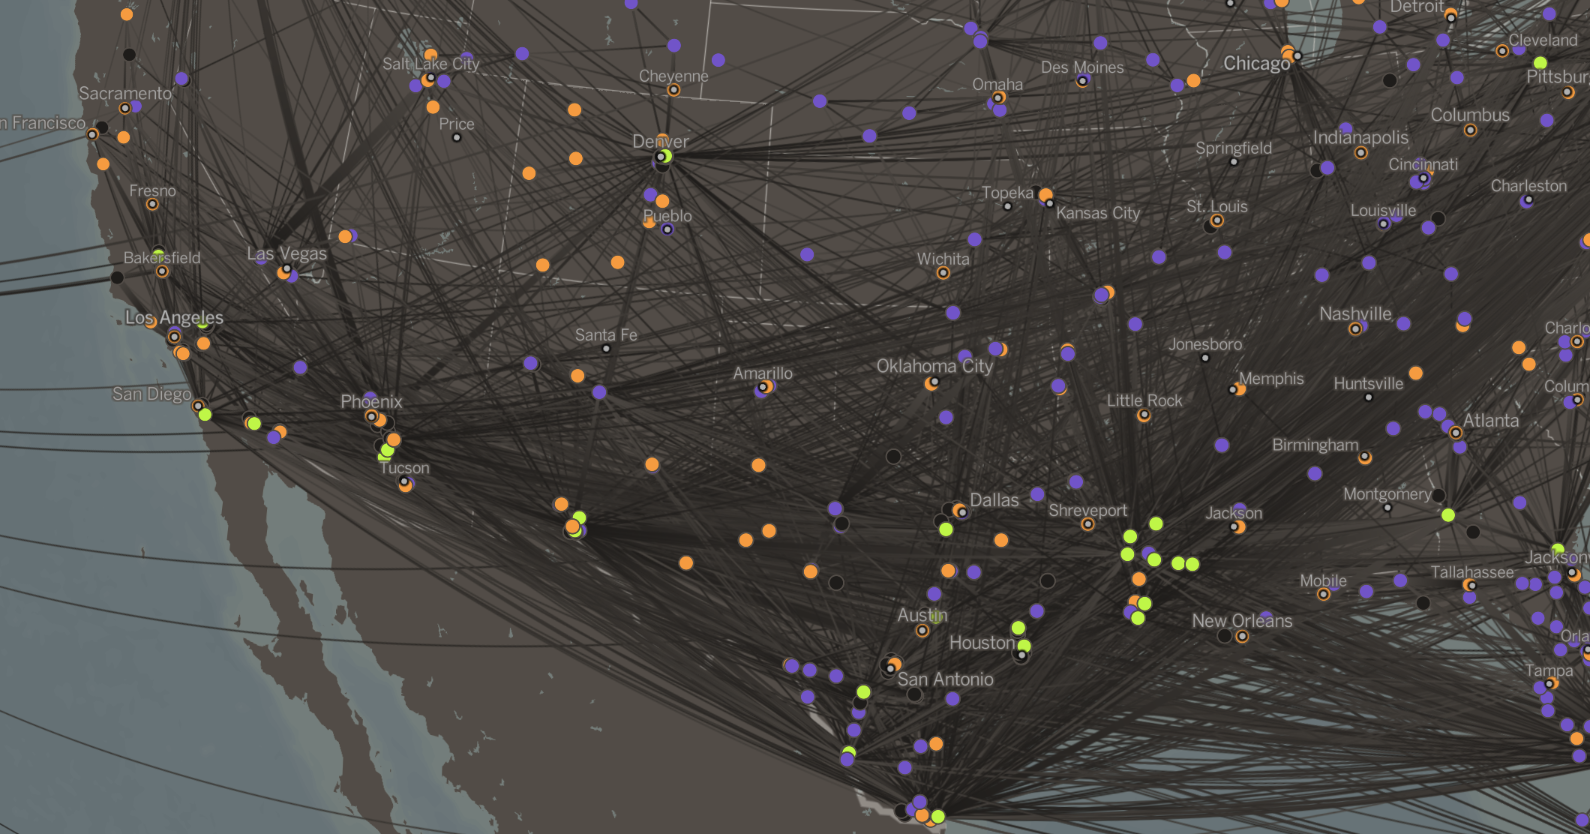 Detroit
Cleveland
Salt Lake City
Chicago
Des Moines
Cheyenne
Pittsbur
Omaha
Sacramento
n Francisco
Price
Columbus
Denver
Indianapolis
Springfield
Cincinnati
Fresno
Topeka
Charleston
Pueblo
Kansas City
St. Louis
Louisville
Las Vegas
Bakersfield
Wichita
Los Angeles
Nashville
Charlo
Santa Fe
Jonesboro
Amarillo
Oklahoma City
Memphis
Huntsville
Colum
San Diego
Phoenix
Little Rock
Atlanta
Birmingham
Tucson
Montgomery
Dallas
Shreveport
Jackson
Jackson
Mobile
Tallahassee
Austin
New Orleans
Houston
Orla
San Antonio
Tampa